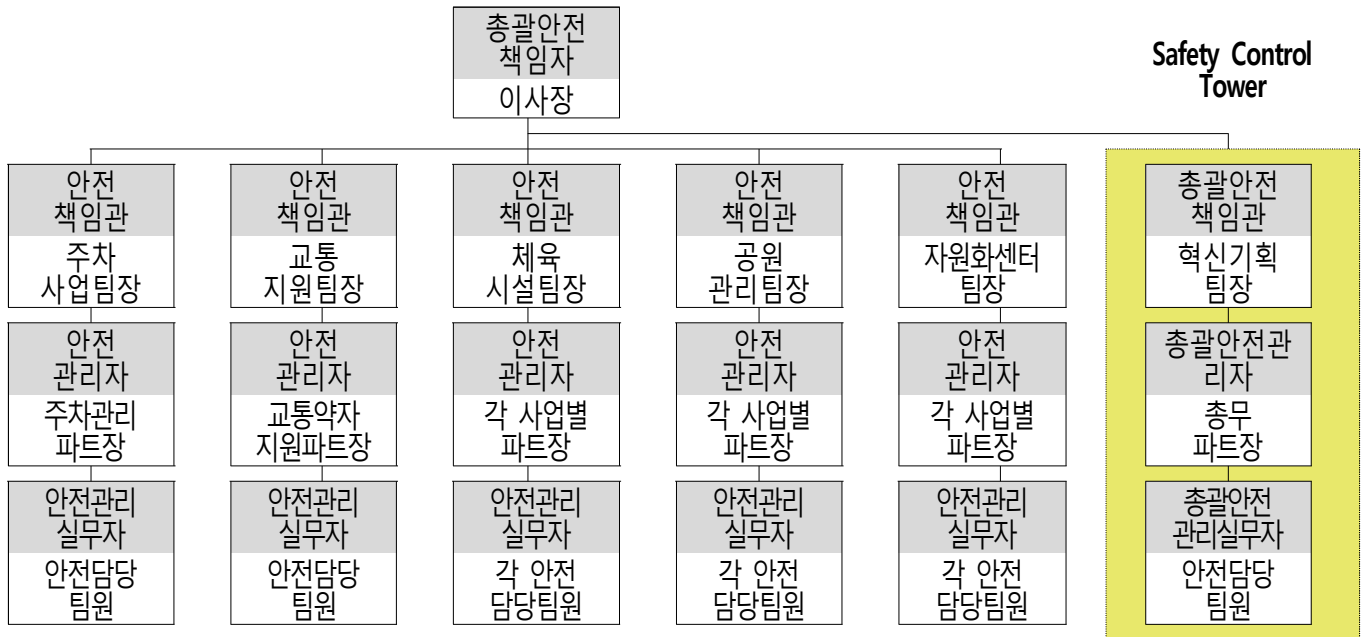 총괄안전
책임자
이사장
Safety Control
Tower
안전
책임관
주차
사업팀장
안전
책임관
교통
지원팀장
안전
책임관
체육
시설팀장
안전
책임관
공원
관리팀장
안전
책임관
자원화센터
팀장
총괄안전
책임관
혁신기획
팀장
안전
관리자
주차관리
파트장
안전
관리자
교통약자
지원파트장
안전
관리자
각 사업별
파트장
안전
관리자
각 사업별
파트장
안전
관리자
각 사업별
파트장
총괄안전관
리자
총무
파트장
안전관리
실무자
안전담당
팀원
안전관리
실무자
안전담당
팀원
안전관리
실무자
각 안전
담당팀원
안전관리
실무자
각 안전
담당팀원
안전관리
실무자
각 안전
담당팀원
총괄안전
관리실무자
안전담당
팀원